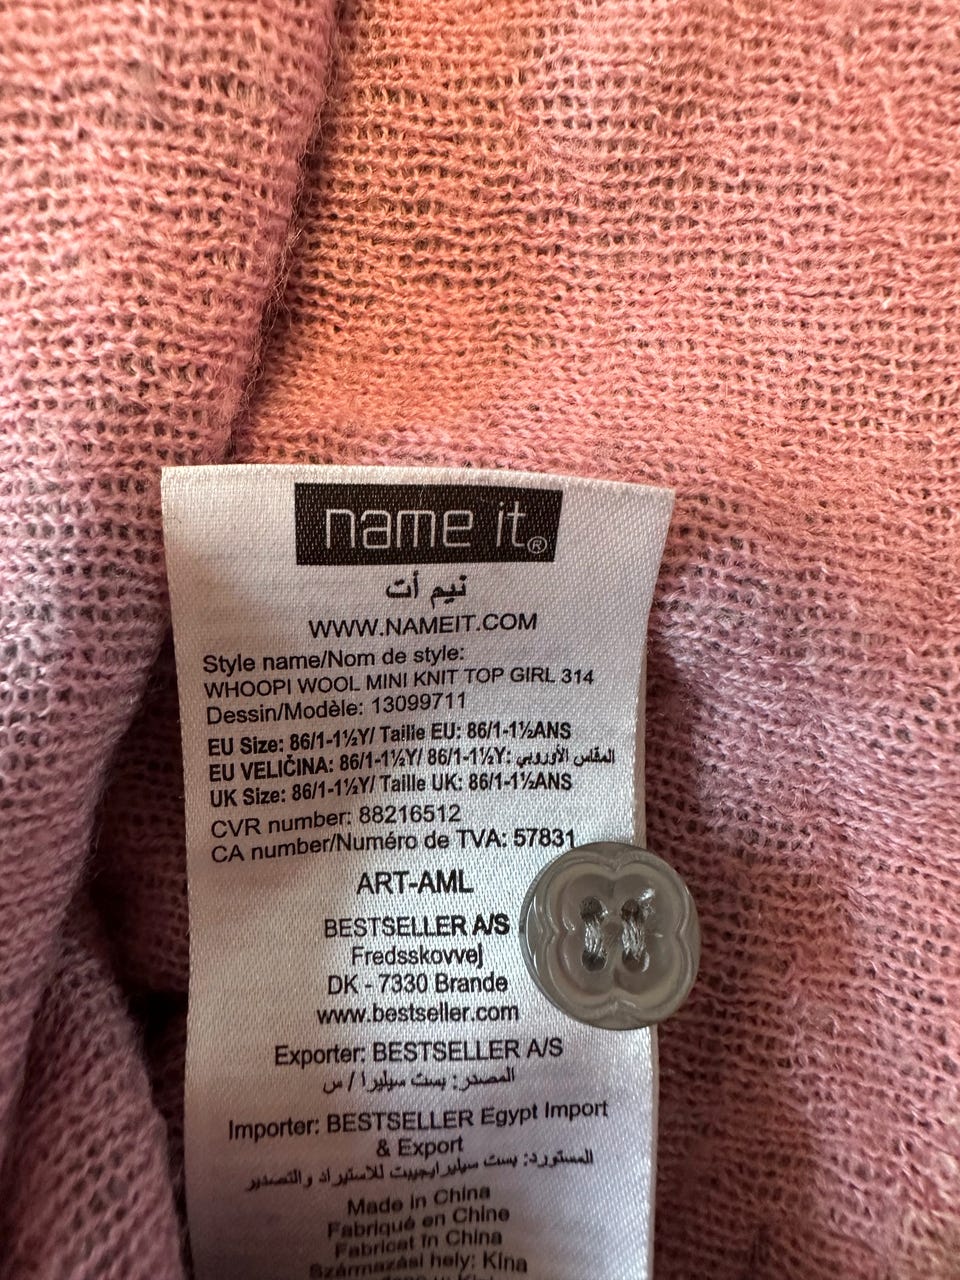 name it®
نيم أت
WWW.NAMEIT.COM
Style name/Nom de style:
WHOOPI WOOL MINI KNIT TOP GIRL 314
Dessin/Modèle: 13099711
EU Size: 86/1-1½Y/ Taille EU: 86/1-1½ANS
EU VELIČINA: 86/1-1½Y/ 86/1-1½Y: المقاس الأوروبي
UK Size: 86/1-1½Y/ Taille UK: 86/1-1½ANS
CVR number: 88216512
CA number/Numéro de TVA: 57831
ART-AML
BESTSELLER A/S
Fredsskovvej
DK - 7330 Brande
www.bestseller.com
Exporter: BESTSELLER A/S
المصدر: بست سيليرا / س
Importer: BESTSELLER Egypt Import
& Export
المستورد: بست سيلير ايجيبت للاستيراد والتصدير
Made in China
Fabriqué en Chine
Fabricat în China
Származási hely: Kína